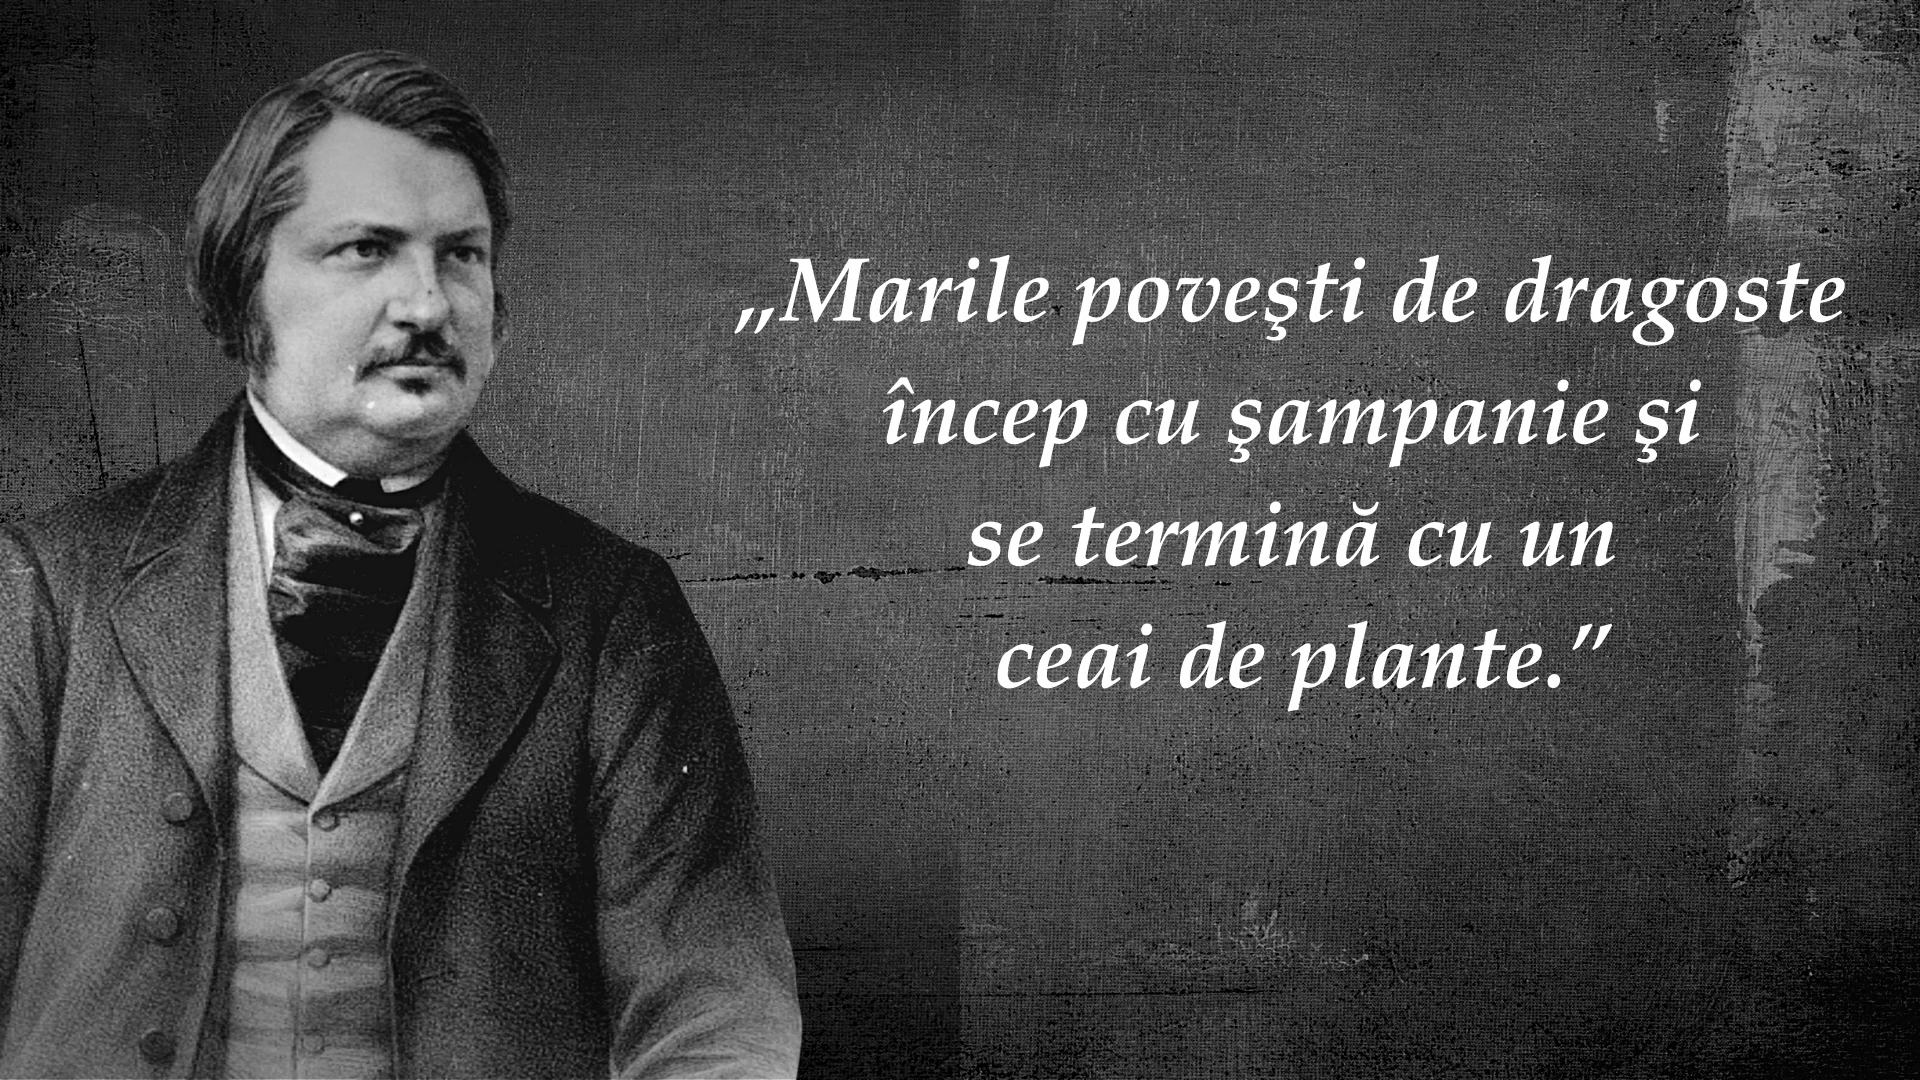 „Marile poveşti de dragoste
încep cu şampanie şi
se termină cu un
ceai de plante.”